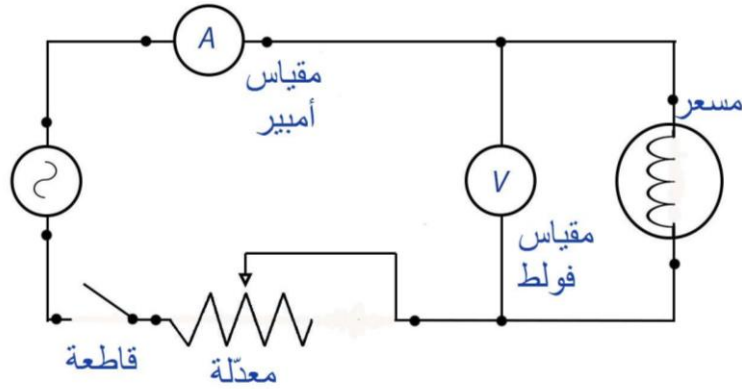 A
مقياس
أمبير
مسعر
V
مقياس
فولط
قاطعة
معدّلة